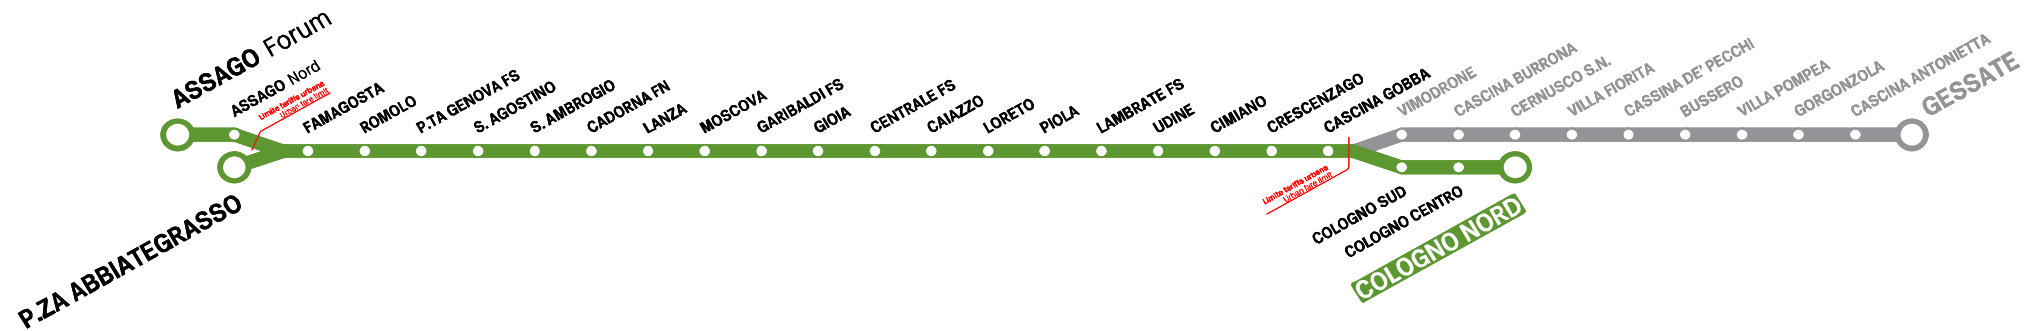 ASSAGO Forum
ASSAGO Nord
Limite tariffa urbana
Urban fare limit
P.ZA ABBIATEGRASSO
FAMAGOSTA
ROMOLO
P.TA GENOVA FS
S. AGOSTINO
S. AMBROGIO
CADORNA FN
LANZA
MOSCOVA
GARIBALDI FS
GIOIA
CENTRALE FS
CAIAZZO
LORETO
PIOLA
LAMBRATE FS
UDINE
CIMIANO
CRESCENZAGO
CASCINA GOBBA
Limite tariffa urbana
Urban fare limit
VIMODRONE
CASCINA BURRONA
CERNUSCO S.N.
VILLA FIORITA
CASSINA DE' PECCHI
BUSSERO
VILLA POMPEA
GORGONZOLA
CASCINA ANTONIETTA
GESSATE
COLOGNO SUD
COLOGNO CENTRO
COLOGNO NORD